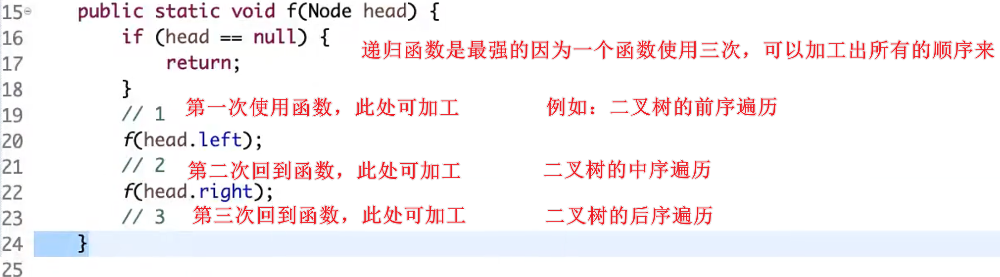 15 public static void f(Node head) {
16 if (head == null) {
递归函数是最强的因为一个函数使用三次，可以加工出所有的顺序来
17 return;
18 }
19 // 1 第一次使用函数，此处可加工 例如：二叉树的前序遍历
20 f(head.left);
21 // 2 第二次回到函数，此处可加工 二叉树的中序遍历
22 f(head.right);
23 // 3 第三次回到函数，此处可加工 二叉树的后序遍历
24 }
25